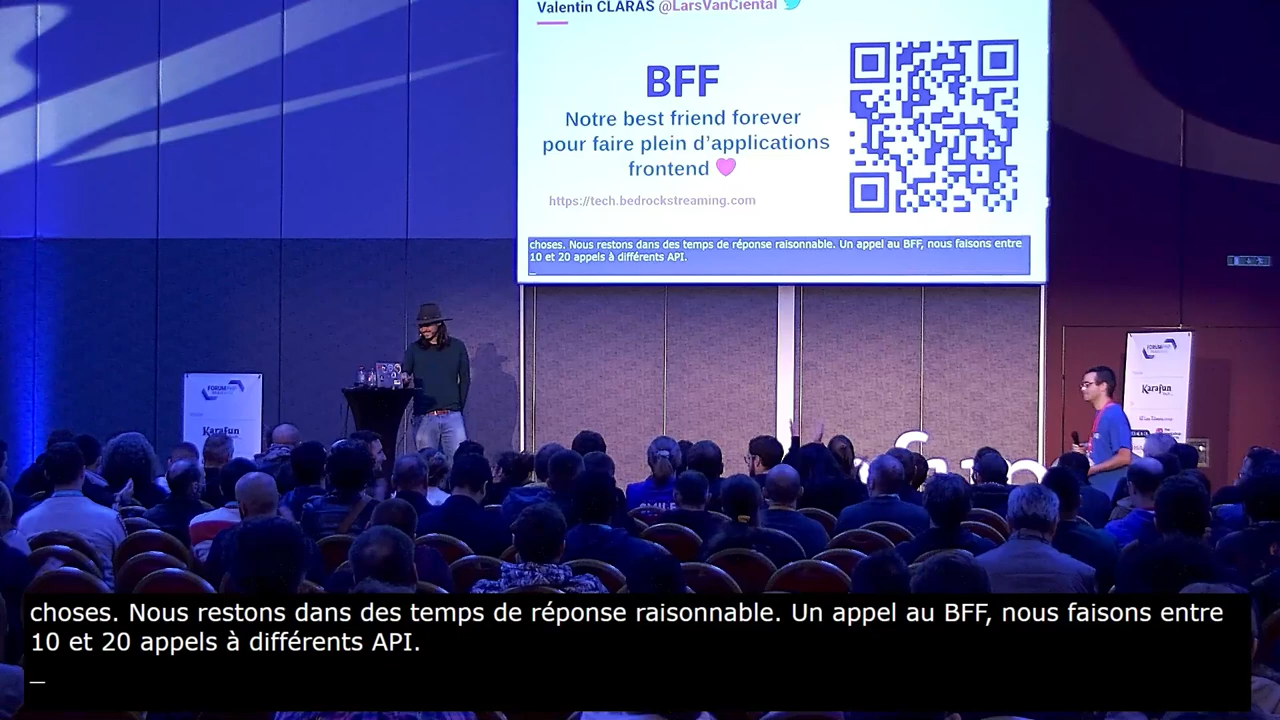 Valentin CLARAS @LarsVanCiental
BFF
Notre best friend forever
pour faire plein d’applications
frontend
https://tech.bedrockstreaming.com
choses. Nous restons dans des temps de réponse raisonnable. Un appel au BFF, nous faisons entre
10 et 20 appels à différents API.
_
FORUMPHP
Karafun
FORUMPHP
Karafun
choses. Nous restons dans des temps de réponse raisonnable. Un appel au BFF, nous faisons entre
10 et 20 appels à différents API.
_